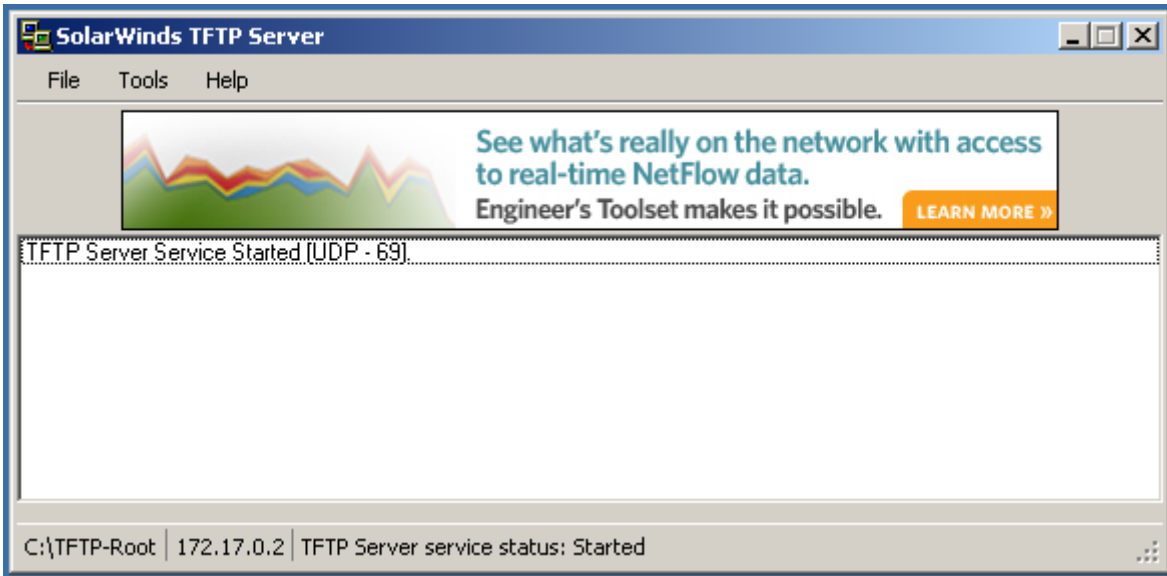 SolarWinds TFTP Server
File Tools Help
See what's really on the network with access
to real-time NetFlow data.
Engineer's Toolset makes it possible. LEARN MORE »
TFTP Server Service Started [UDP - 69].
C:\TFTP-Root 172.17.0.2 TFTP Server service status: Started